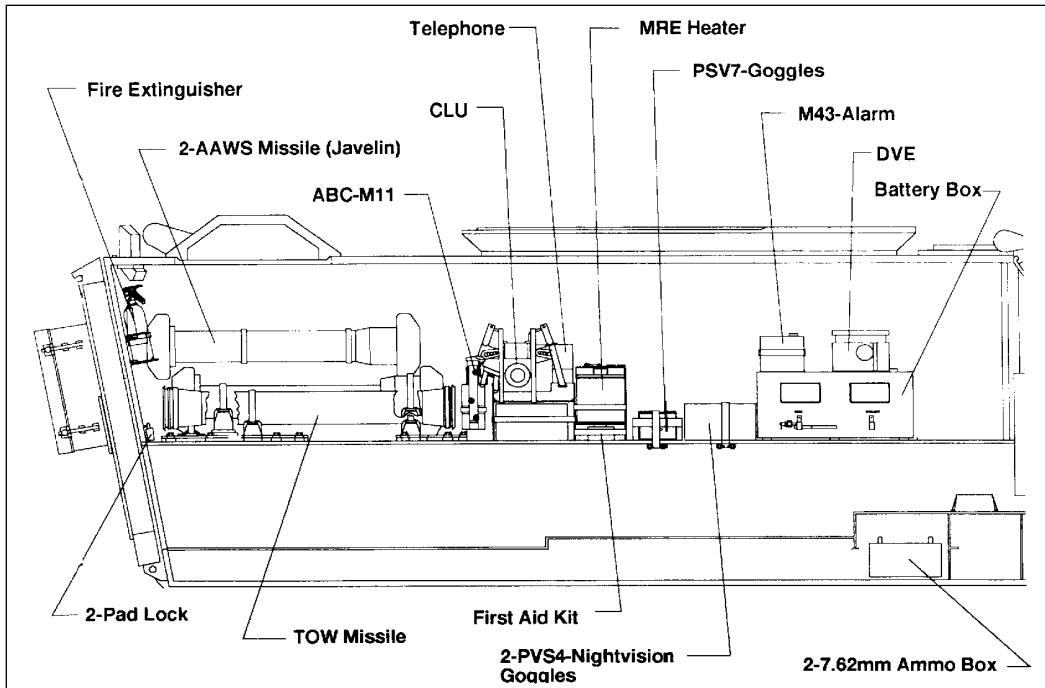 Telephone
MRE Heater
PSV7-Goggles
Fire Extinguisher
CLU
M43-Alarm
2-AAWS Missile (Javelin)
DVE
ABC-M11
Battery Box
2-Pad Lock
TOW Missile
First Aid Kit
2-PVS4-Nightvision
Goggles
2-7.62mm Ammo Box